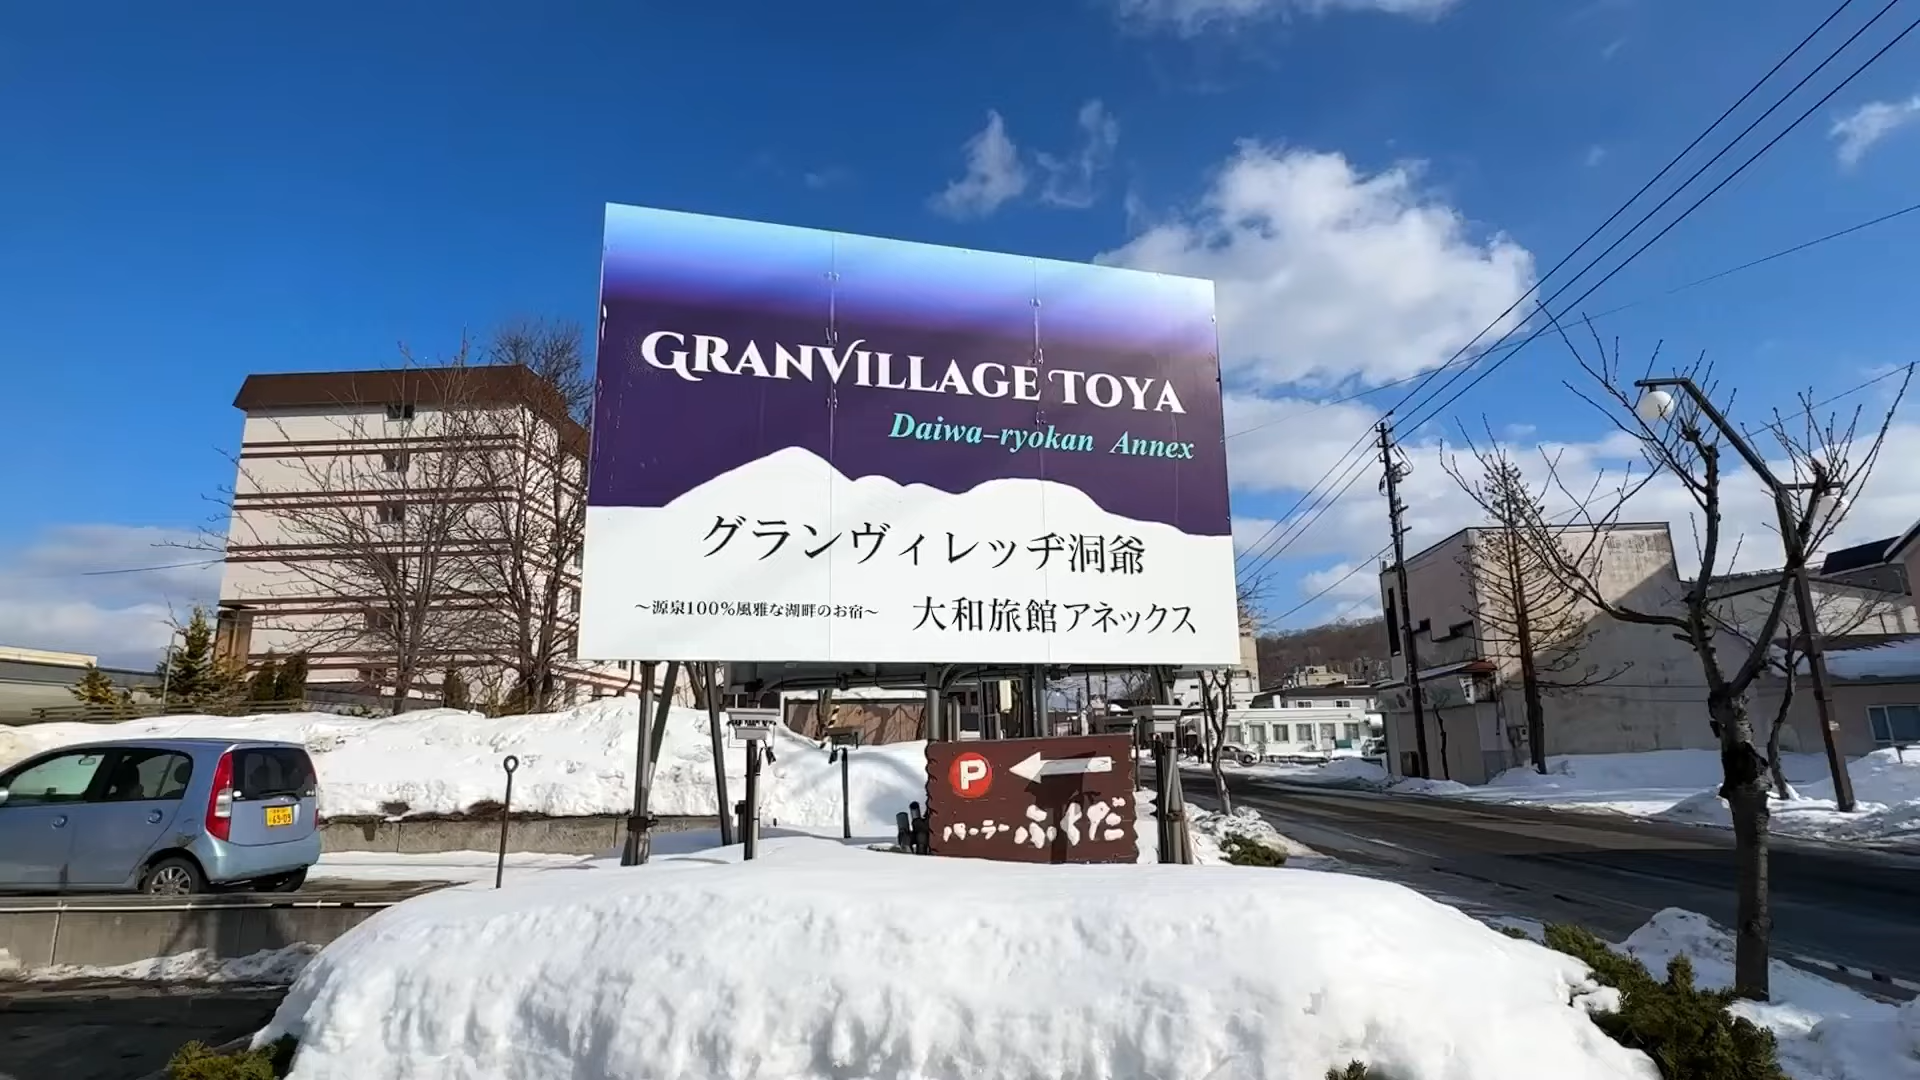 GRANVILLAGE TOYA
Daiwa-ryokan Annex
グランヴィレッヂ洞爺
～源泉100%風雅な湖畔のお宿～ 大和旅館アネックス
P
パーラー ふくだ
65-09